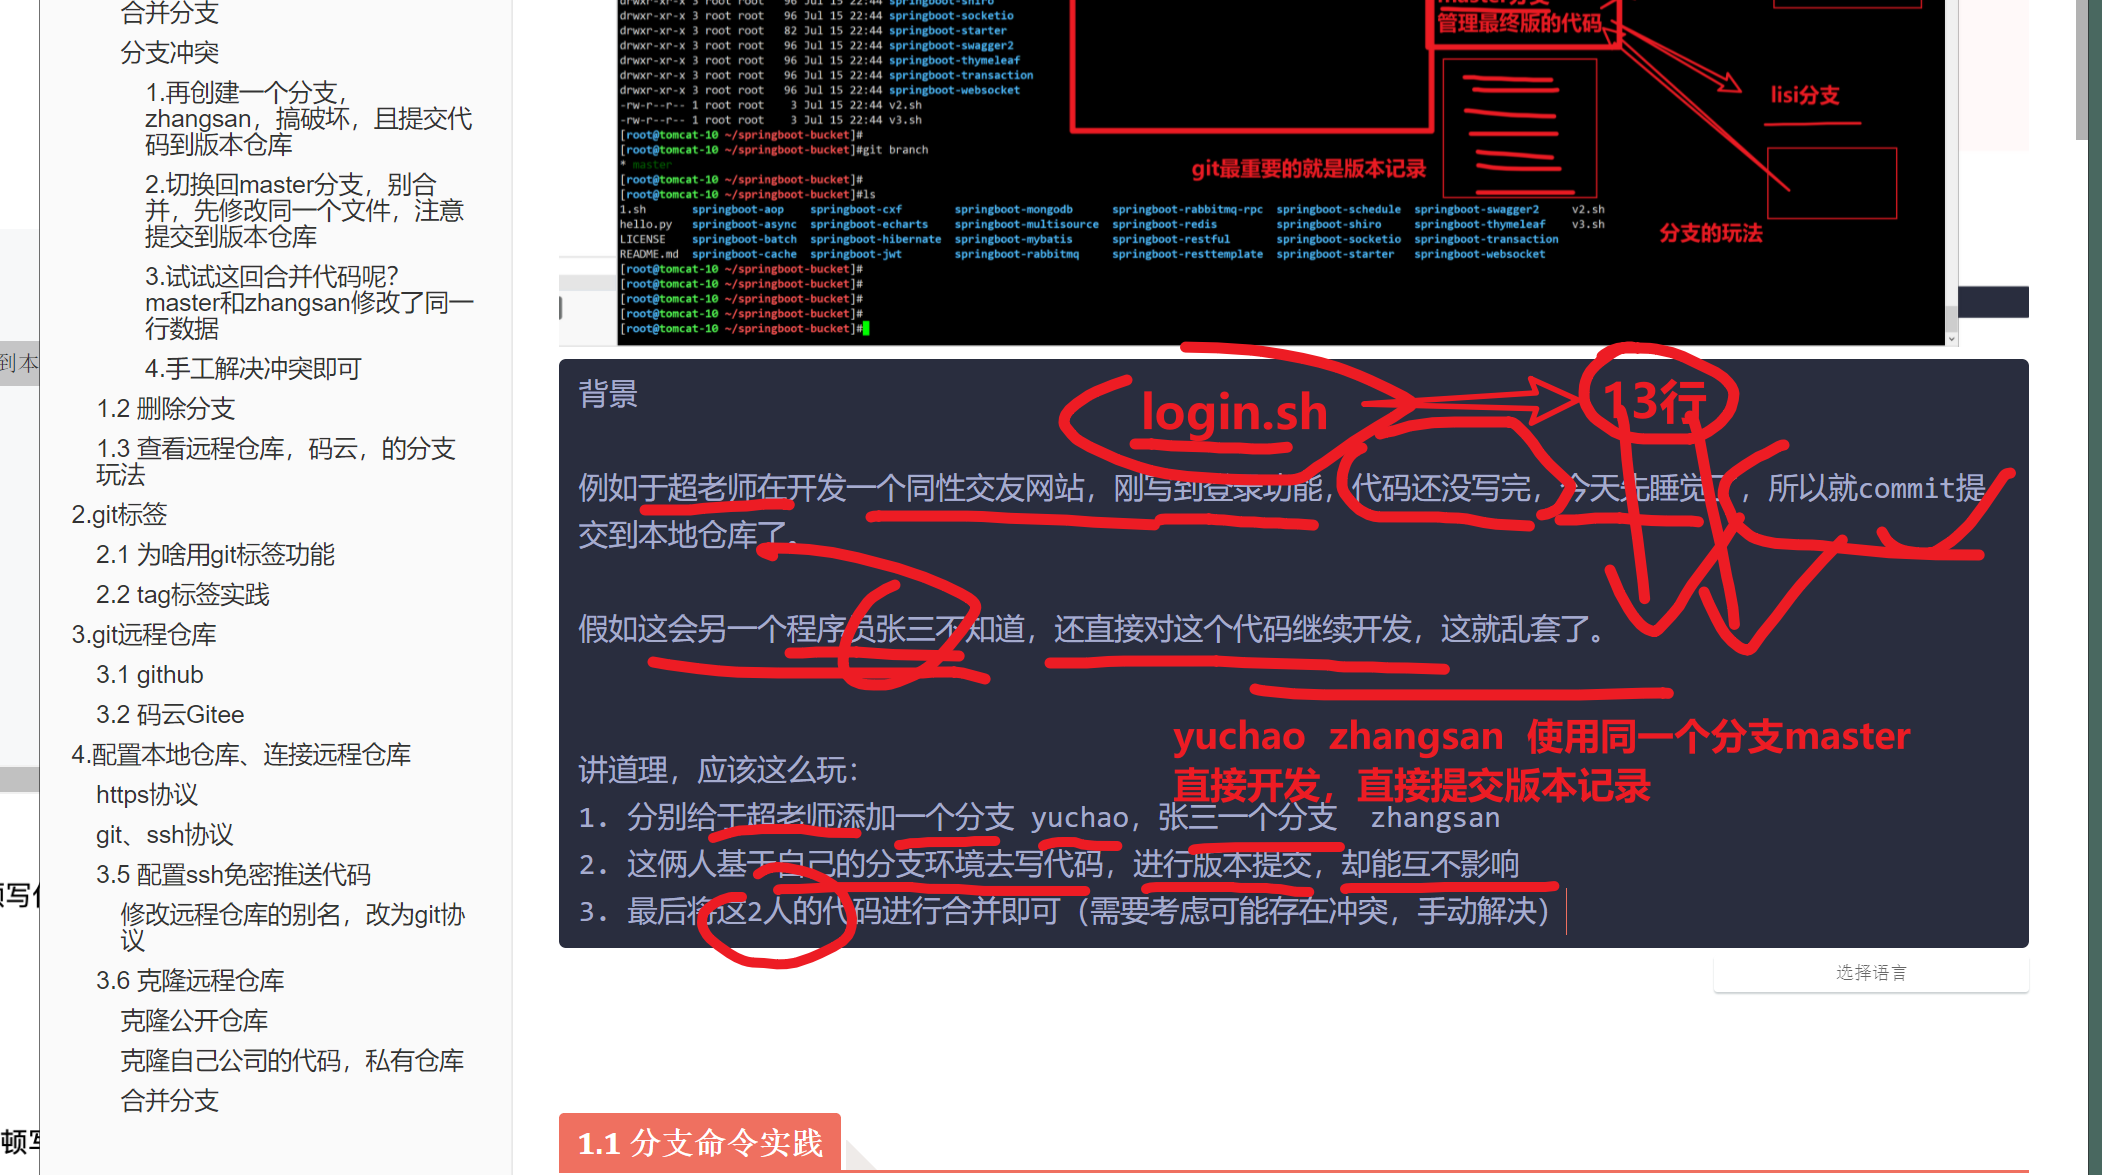 合并分支
分支冲突
1.再创建一个分支，
zhangsan，搞破坏，且提交代
码到版本仓库
2.切换回master分支，别合
并，先修改同一个文件，注意
提交到版本仓库
3.试试这回合并代码呢？
master和zhangsan修改了同一
行数据
4.手工解决冲突即可
1.2 删除分支
1.3 查看远程仓库，码云，的分支
玩法
2.git标签
2.1 为啥用git标签功能
2.2 tag标签实践
3.git远程仓库
3.1 github
3.2 码云Gitee
4.配置本地仓库、连接远程仓库
https协议
git、ssh协议
3.5 配置ssh免密推送代码
修改远程仓库的别名，改为git协
议
3.6 克隆远程仓库
克隆公开仓库
克隆自己公司的代码，私有仓库
合并分支
到本
顿写
drwxr-xr-x 3 root root 96 Jul 15 22:44 springboot-shiro
drwxr-xr-x 3 root root 96 Jul 15 22:44 springboot-socketio
drwxr-xr-x 3 root root 82 Jul 15 22:44 springboot-starter
drwxr-xr-x 3 root root 96 Jul 15 22:44 springboot-swagger2
drwxr-xr-x 3 root root 96 Jul 15 22:44 springboot-thymeleaf
drwxr-xr-x 3 root root 96 Jul 15 22:44 springboot-transaction
drwxr-xr-x 3 root root 96 Jul 15 22:44 springboot-websocket
-rw-r--r-- 1 root root 3 Jul 15 22:44 v2.sh
-rw-r--r-- 1 root root 3 Jul 15 22:44 v3.sh
[root@tomcat-10 ~/springboot-bucket]#
[root@tomcat-10 ~/springboot-bucket]#git branch
* master
[root@tomcat-10 ~/springboot-bucket]#
[root@tomcat-10 ~/springboot-bucket]#ls
1.sh springboot-aop springboot-cxf springboot-mongodb springboot-rabbitmq-rpc springboot-schedule springboot-swagger2 v2.sh
hello.py springboot-async springboot-echarts springboot-multisource springboot-redis springboot-shiro springboot-thymeleaf v3.sh
LICENSE springboot-batch springboot-hibernate springboot-mybatis springboot-restful springboot-socketio springboot-transaction
README.md springboot-cache springboot-jwt springboot-rabbitmq springboot-resttemplate springboot-starter springboot-websocket
[root@tomcat-10 ~/springboot-bucket]#
[root@tomcat-10 ~/springboot-bucket]#
[root@tomcat-10 ~/springboot-bucket]#
[root@tomcat-10 ~/springboot-bucket]#
[root@tomcat-10 ~/springboot-bucket]#
master分支
管理最终版的代码
lisi分支
git最重要的就是版本记录
分支的玩法
背景
login.sh
13行
例如于超老师在开发一个同性交友网站，刚写到登录功能，代码还没写完，今天先睡觉了，所以就commit提
交到本地仓库了。
假如这会另一个程序员张三不知道，还直接对这个代码继续开发，这就乱套了。
yuchao zhangsan 使用同一个分支master
直接开发，直接提交版本记录
讲道理，应该这么玩：
1. 分别给于超老师添加一个分支 yuchao，张三一个分支 zhangsan
2. 这俩人基于自己的分支环境去写代码，进行版本提交，却能互不影响
3. 最后将这2人的代码进行合并即可（需要考虑可能存在冲突，手动解决）
选择语言
1.1 分支命令实践